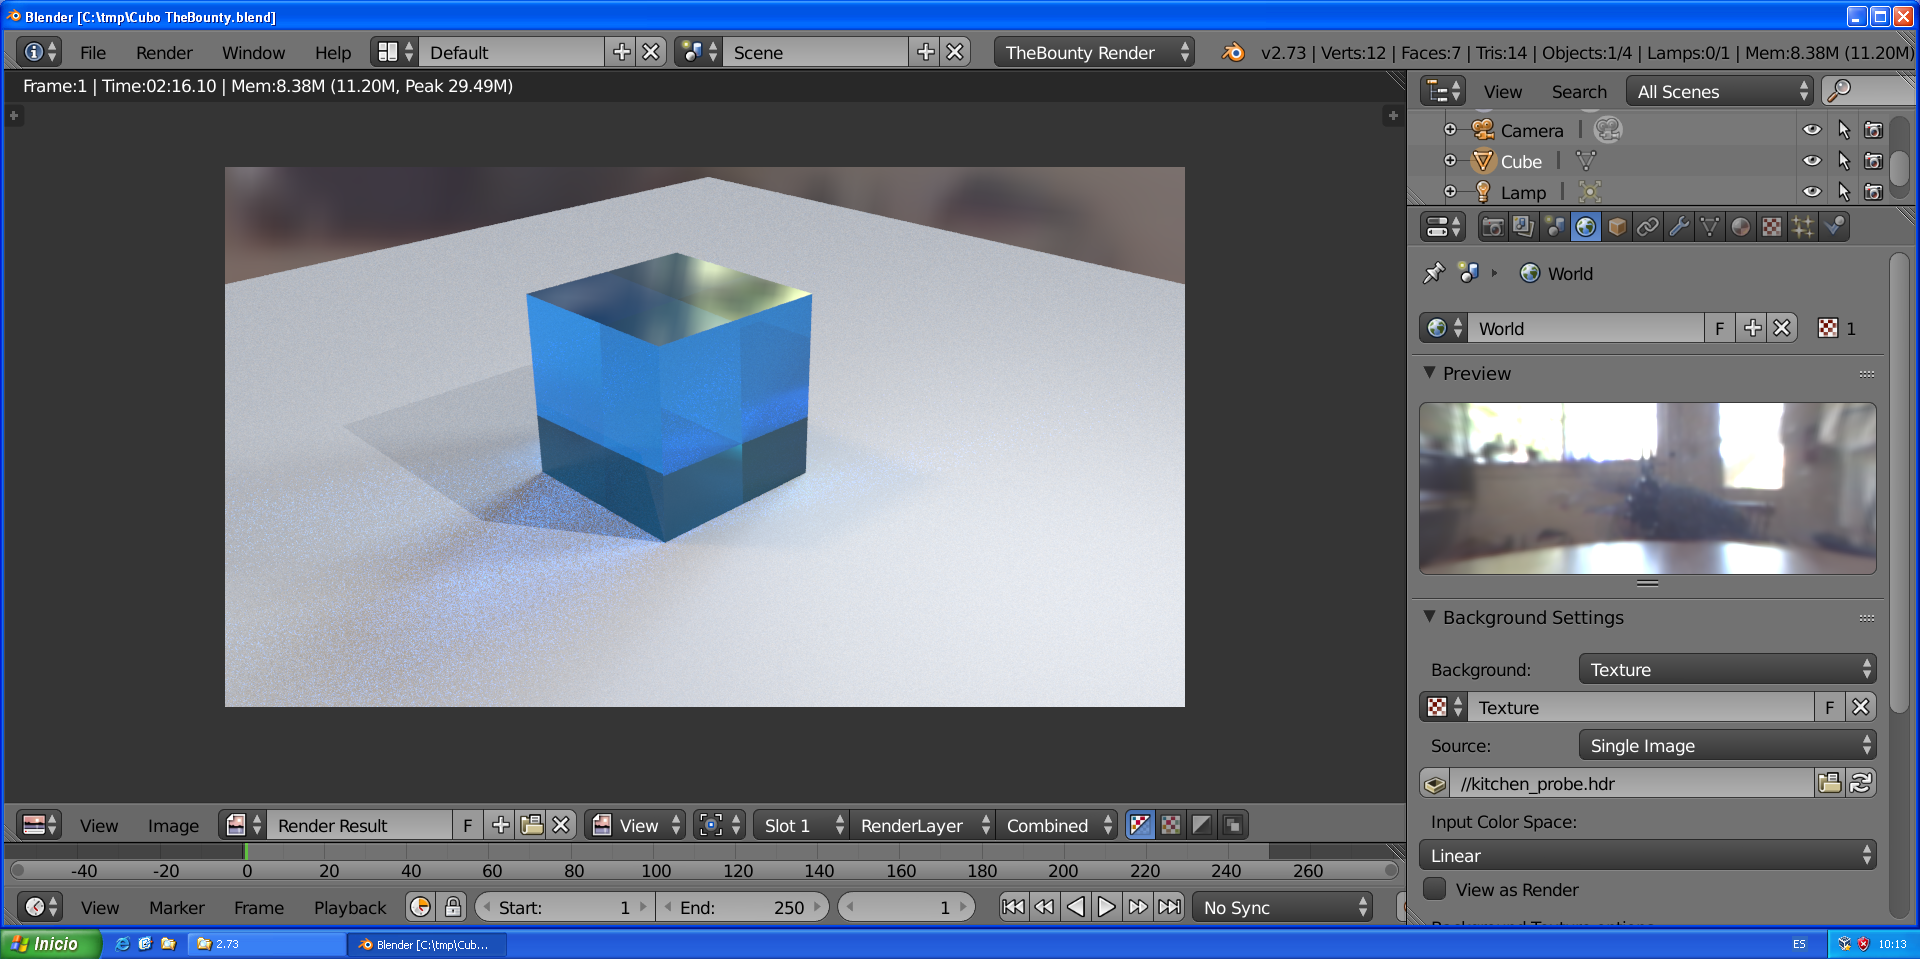 Blender [C:\tmp\Cubo TheBounty.blend]
File Render Window Help Default Scene TheBounty Render v2.73 | Verts:12 | Faces:7 | Tris:14 | Objects:1/4 | Lamps:0/1 | Mem:8.38M (11.20M)
Frame:1 | Time:02:16.10 | Mem:8.38M (11.20M, Peak 29.49M)
View Search All Scenes
Camera
Cube
Lamp
World
World F 1
Preview
Background Settings
Background: Texture
Texture F
Source: Single Image
//kitchen_probe.hdr
Input Color Space:
Linear
View as Render
View Image Render Result F View Slot 1 RenderLayer Combined
-40 -20 0 20 40 60 80 100 120 140 160 180 200 220 240 260
View Marker Frame Playback Start: 1 End: 250 1 No Sync
Inicio 2.73 Blender [C:\tmp\Cub... ES 10:13